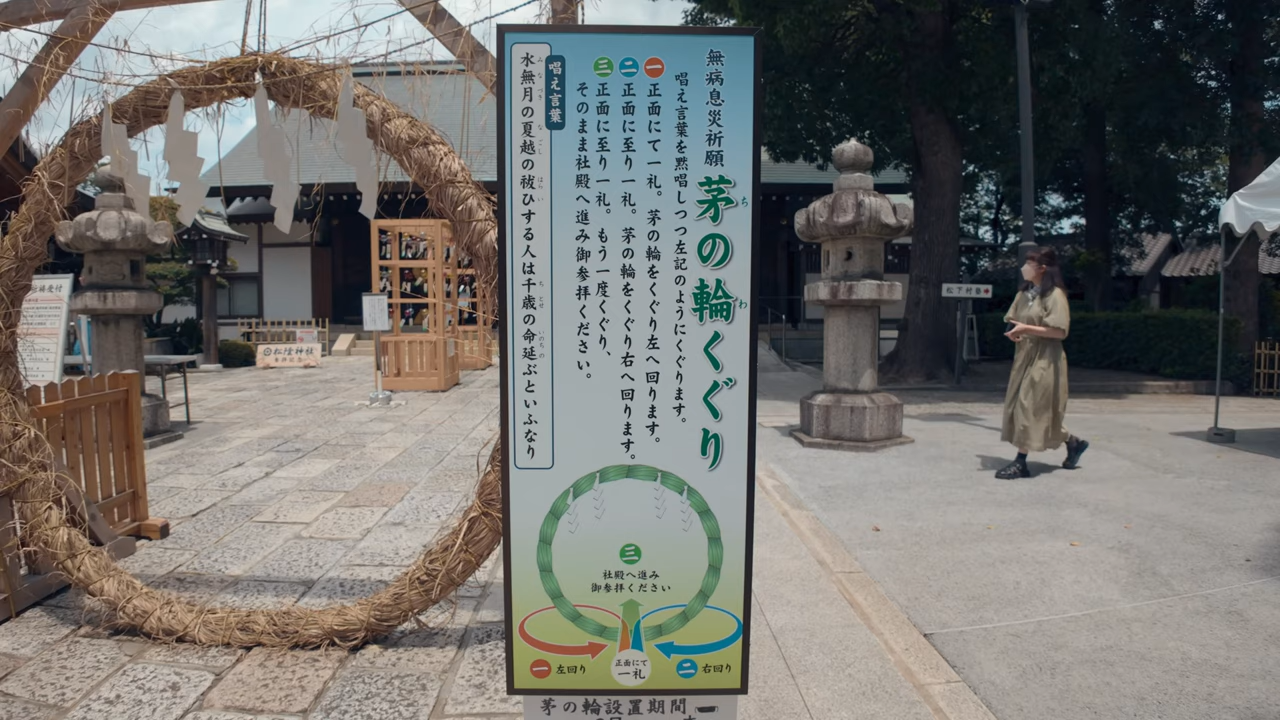 無病息災祈願
茅の輪くぐり
ち
わ
唱え言葉を黙唱しつつ左記のようにくぐります。
一 正面にて一礼。茅の輪をくぐり左へ回ります。
二 正面に至り一礼。茅の輪をくぐり右へ回ります。
三 正面に至り一礼。もう一度くぐり、
そのまま社殿へ進み御参拝ください。
唱え言葉
水無月の夏越の祓ひする人は千歳の命延ぶといふなり
三
社殿へ進み
御参拝ください
一 左回り
正面にて
一礼
二 右回り
茅の輪設置期間
松陰神社
松下村塾